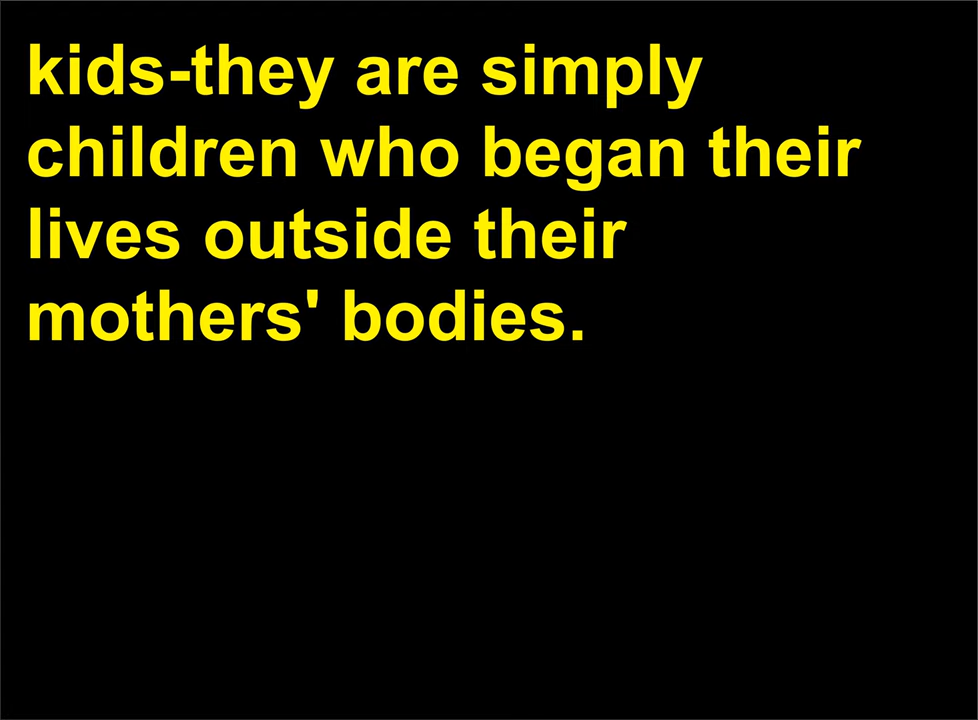 kids-they are simply
children who began their
lives outside their
mothers' bodies.